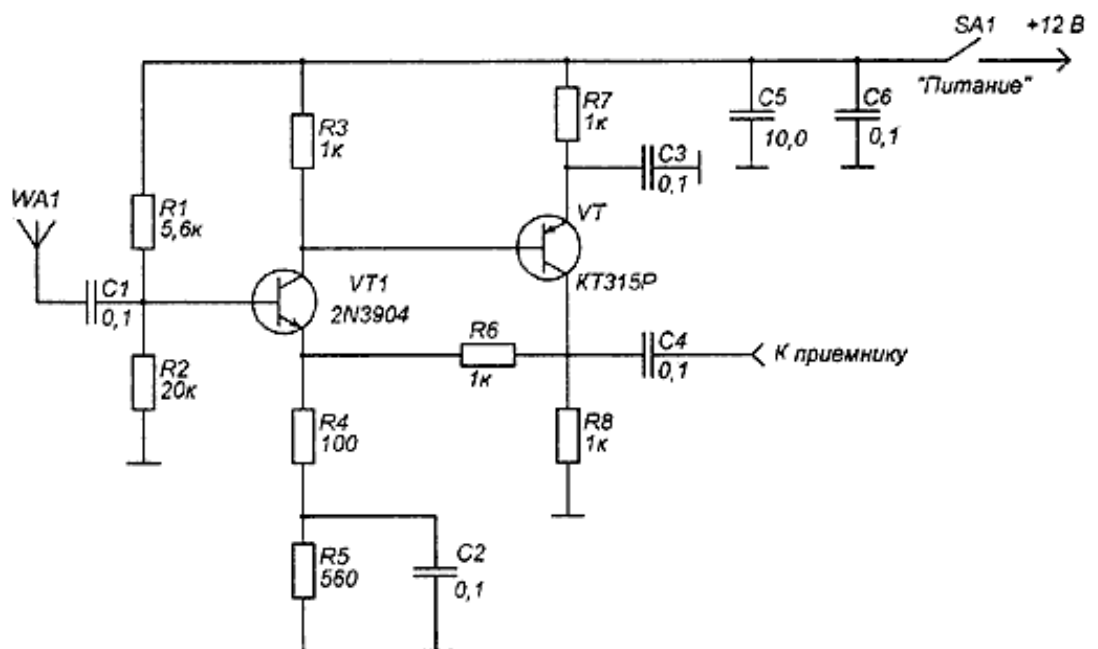 SA1 +12 В
"Питание"
R7
1к
C5
10,0
C6
0,1
R3
1к
C3
0,1
WA1
R1
5,6к
VT
КТ315Р
C1
0,1
VT1
2N3904
R6
1к
C4
0,1
К приемнику
R2
20к
R4
100
R8
1к
R5
560
C2
0,1